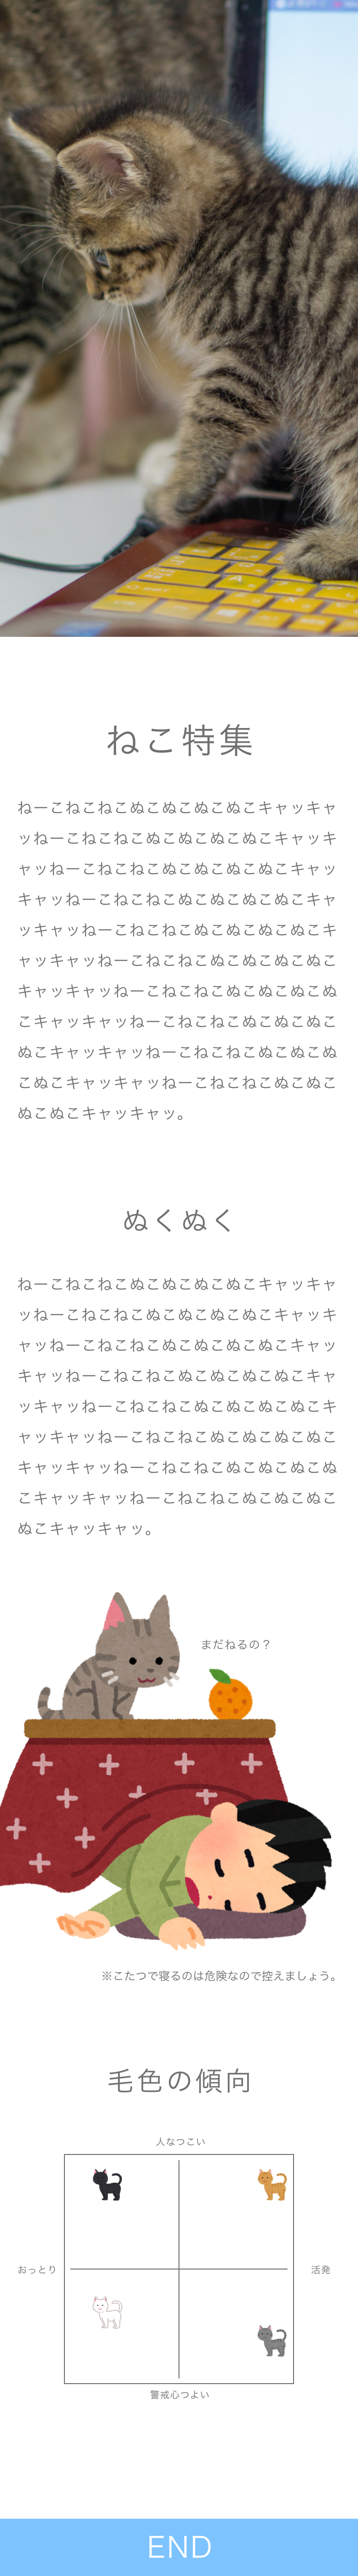 ねこ特集
ねーこねこねこぬこぬこぬこぬこキャッキャ
ッねーこねこねこぬこぬこぬこぬこキャッキ
ャッねーこねこねこぬこぬこぬこぬこキャッ
キャッねーこねこねこぬこぬこぬこぬこキャ
ッキャッねーこねこねこぬこぬこぬこぬこキ
ャッキャッねーこねこねこぬこぬこぬこぬこ
キャッキャッねーこねこねこぬこぬこぬこぬ
こキャッキャッねーこねこねこぬこぬこぬこ
ぬこキャッキャッねーこねこねこぬこぬこぬ
こぬこキャッキャッねーこねこねこぬこぬこ
ぬこぬこキャッキャッ。
ぬくぬく
ねーこねこねこぬこぬこぬこぬこキャッキャ
ッねーこねこねこぬこぬこぬこぬこキャッキ
ャッねーこねこねこぬこぬこぬこぬこキャッ
キャッねーこねこねこぬこぬこぬこぬこキャ
ッキャッねーこねこねこぬこぬこぬこぬこキ
ャッキャッねーこねこねこぬこぬこぬこぬこ
キャッキャッねーこねこねこぬこぬこぬこぬ
こキャッキャッねーこねこねこぬこぬこぬこ
ぬこキャッキャッ。
まだねるの？
※こたつで寝るのは危険なので控えましょう。
毛色の傾向
人なつこい
おっとり
活発
警戒心つよい
END